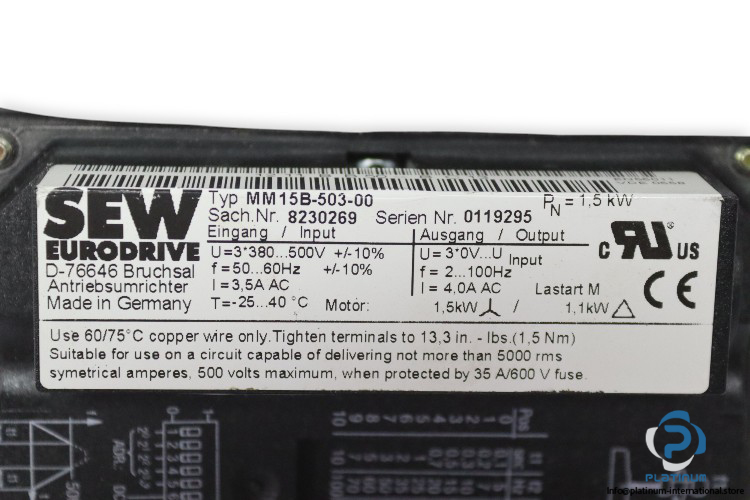 SEW
EURODRIVE
D-76646 Bruchsal
Antriebsumrichter
Made in Germany
Typ MM15B-503-00
P_N = 1,5 kW
Sach.Nr. 8230269 Serien Nr. 0119295
Eingang / Input
U=3*380...500V +/-10%
f = 50...60Hz +/-10%
I = 3,5A AC
T=-25...40 °C
Ausgang / Output
U = 3*0V...U Input
f = 2...100Hz
I = 4,0A AC Lastart M
Motor: 1,5kW / 1,1kW
C RU US
CE
Use 60/75°C copper wire only.Tighten terminals to 13,3 in. - lbs.(1,5 Nm)
Suitable for use on a circuit capable of delivering not more than 5000 rms
symetrical amperes, 500 volts maximum, when protected by 35 A/600 V fuse.
PLATINUM
info@platinum-international.store